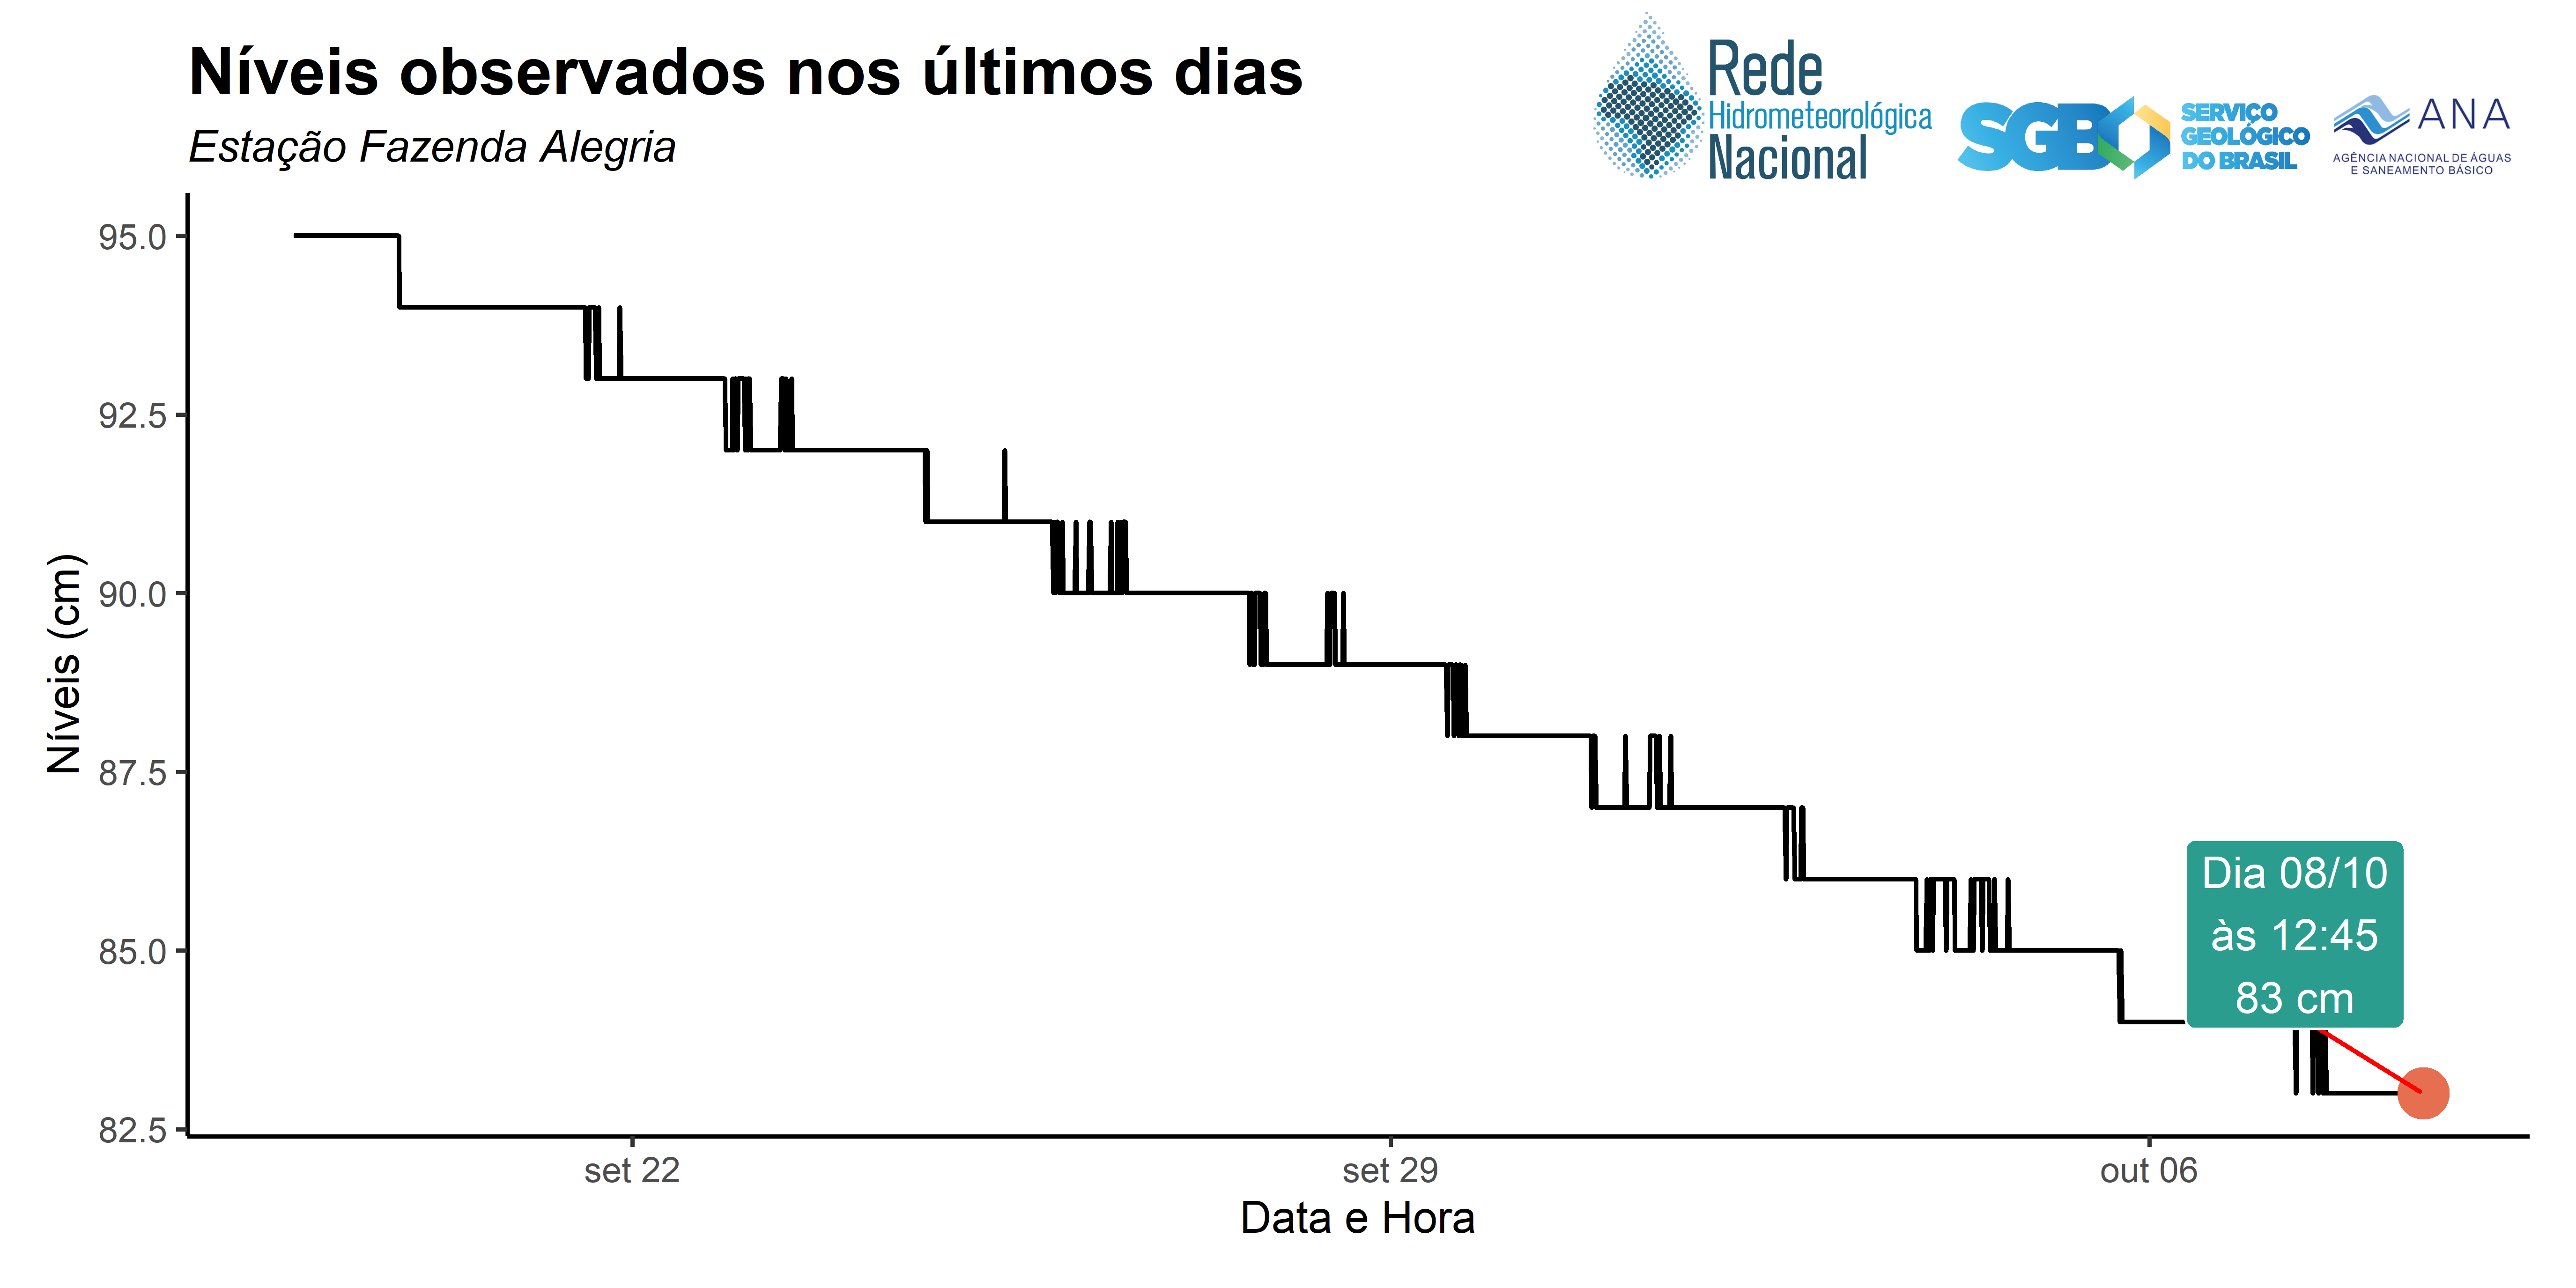 Níveis observados nos últimos dias
Estação Fazenda Alegria
Rede
Hidrometeorológica
Nacional
SGB
SERVIÇO
GEOLÓGICO
DO BRASIL
ANA
AGÊNCIA NACIONAL DE ÁGUAS
E SANEAMENTO BÁSICO
Níveis (cm)
95.0
92.5
90.0
87.5
85.0
82.5
Dia 08/10
às 12:45
83 cm
set 22
set 29
out 06
Data e Hora